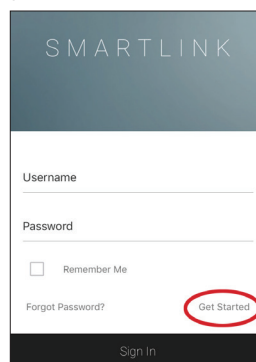 SMARTLINK
Username
Password
Remember Me
Forgot Password? Get Started
Sign In